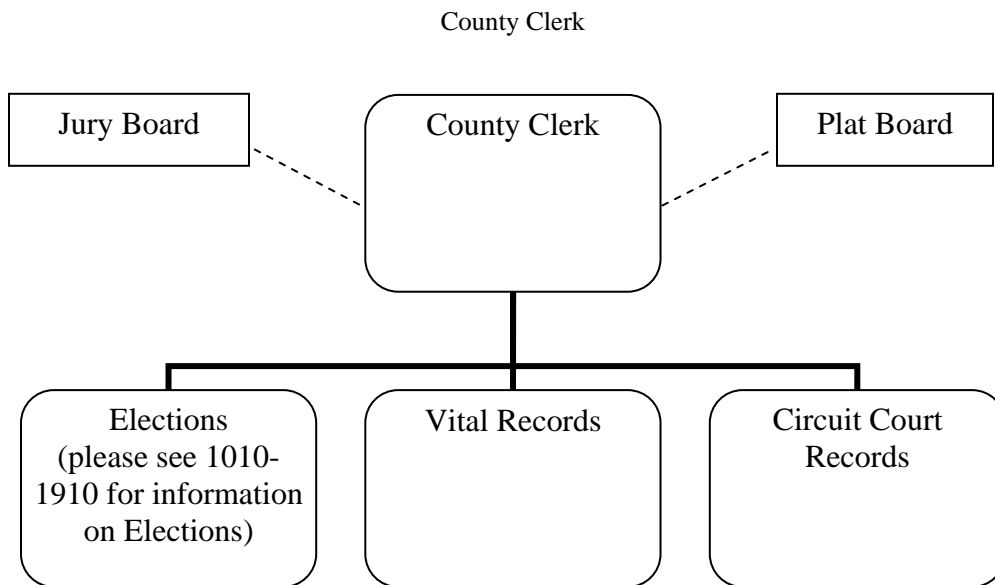 County Clerk
Jury Board
County Clerk
Plat Board
Elections
(please see 1010-
1910 for information
on Elections)
Vital Records
Circuit Court
Records